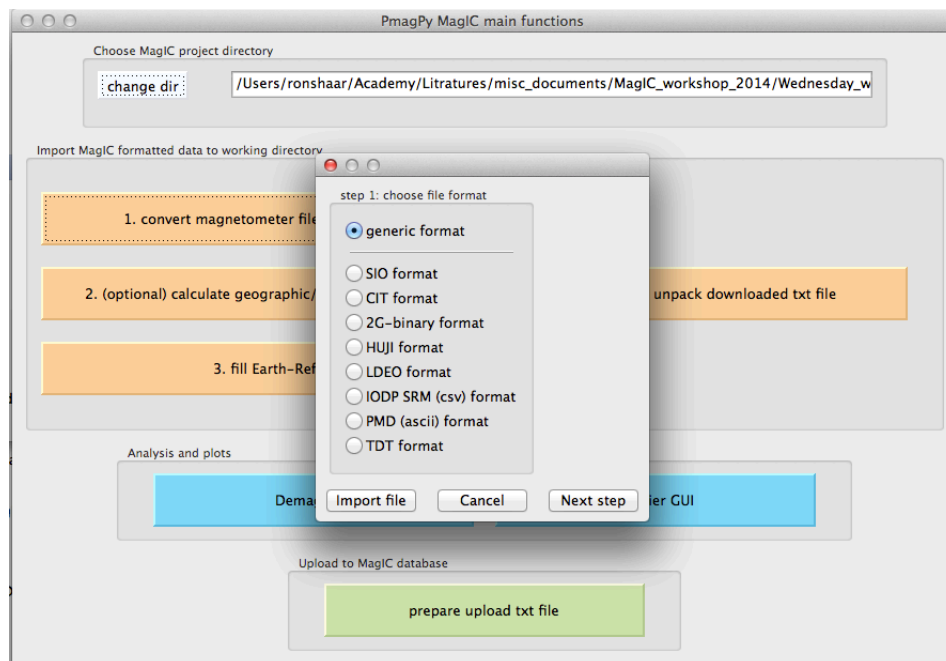 PmagPy MagIC main functions
Choose MagIC project directory
change dir
/Users/ronshaar/Academy/Litratures/misc_documents/MagIC_workshop_2014/Wednesday_w
Import MagIC formatted data to working directory
1. convert magnetometer file
2. (optional) calculate geographic/
3. fill Earth-Ref
unpack downloaded txt file
step 1: choose file format
generic format
SIO format
CIT format
2G-binary format
HUJI format
LDEO format
IODP SRM (csv) format
PMD (ascii) format
TDT format
Import file
Cancel
Next step
Analysis and plots
Demag
ier GUI
Upload to MagIC database
prepare upload txt file